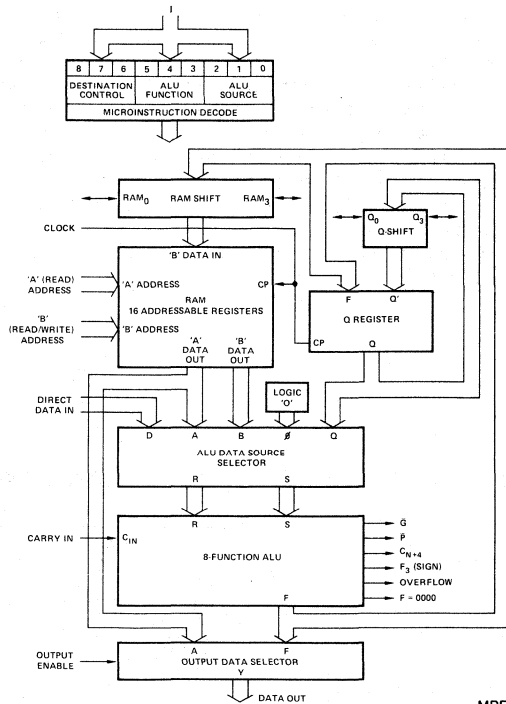 I
8 7 6 5 4 3 2 1 0
DESTINATION CONTROL
ALU FUNCTION
ALU SOURCE
MICROINSTRUCTION DECODE
RAM0 RAM SHIFT RAM3
Q0 Q3
Q-SHIFT
CLOCK
'B' DATA IN
'A' (READ) ADDRESS
'A' ADDRESS
CP
RAM
16 ADDRESSABLE REGISTERS
'B' (READ/WRITE) ADDRESS
'B' ADDRESS
'A' DATA OUT
'B' DATA OUT
F Q'
Q REGISTER
CP Q
LOGIC '0'
DIRECT DATA IN
D A B Ø Q
ALU DATA SOURCE
SELECTOR
R S
R S
CARRY IN
CIN
8-FUNCTION ALU
G̅
P̅
CN+4
F3 (SIGN)
OVERFLOW
F = 0000
F
OUTPUT ENABLE
A F
OUTPUT DATA SELECTOR
Y
DATA OUT